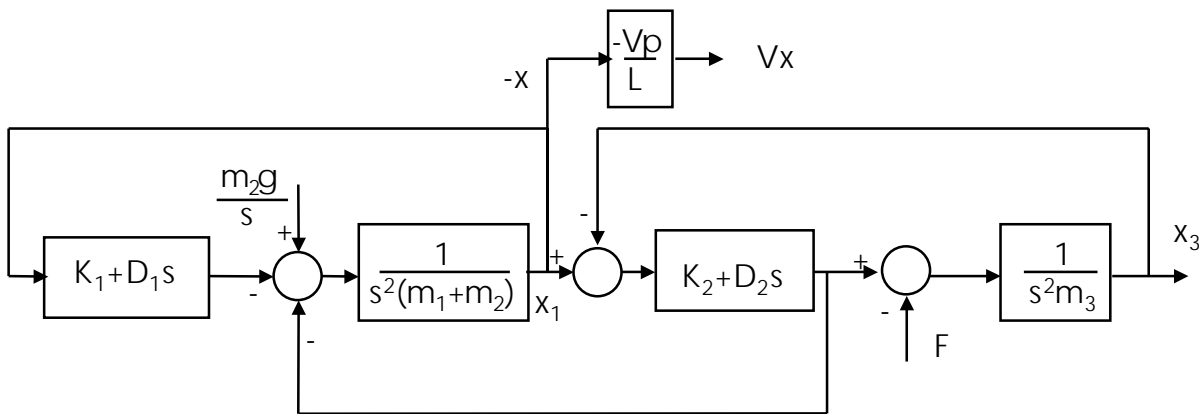 -Vp
L
Vx
-x
m₂g
s
+
-
x₃
K₁+D₁s
-
1
s²(m₁+m₂)
+
x₁
K₂+D₂s
+
1
s²m₃
-
-
-
F